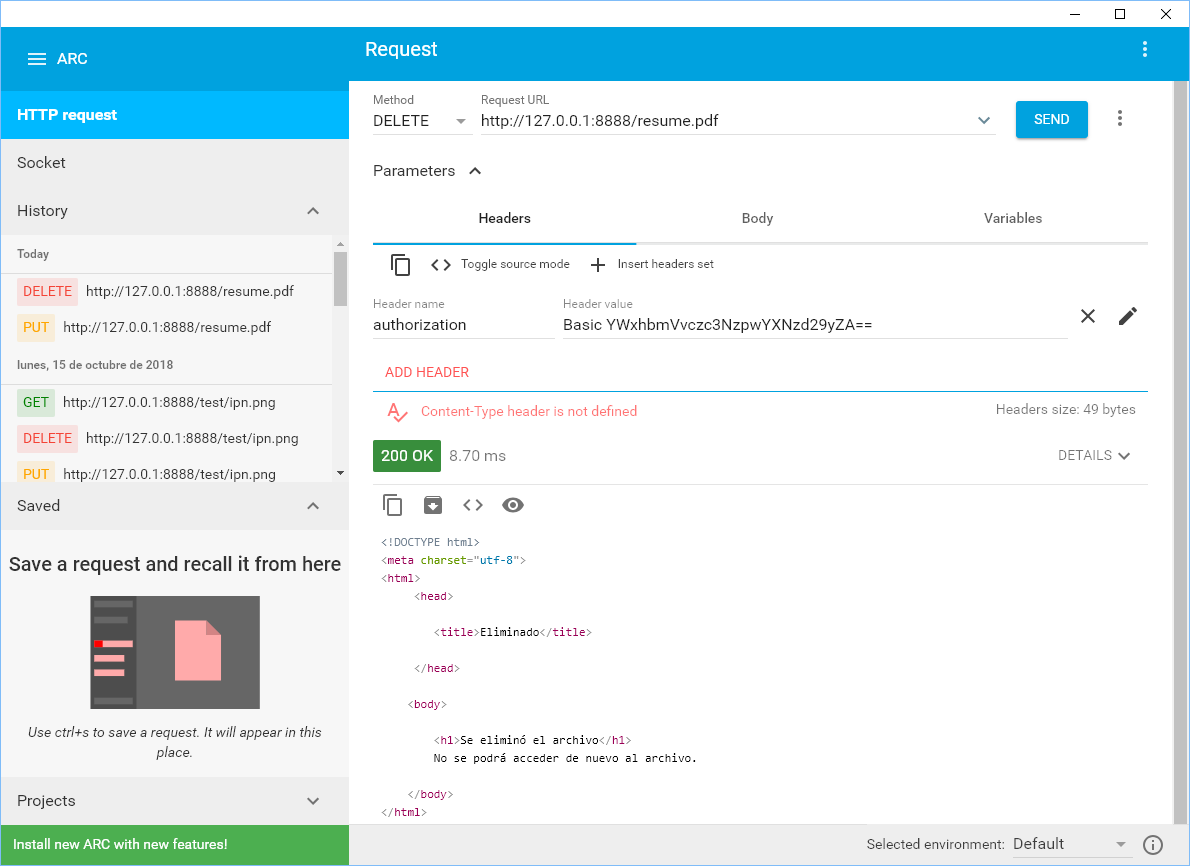 ARC
Request
HTTP request
Socket
History
Today
DELETE http://127.0.0.1:8888/resume.pdf
PUT http://127.0.0.1:8888/resume.pdf
lunes, 15 de octubre de 2018
GET http://127.0.0.1:8888/test/ipn.png
DELETE http://127.0.0.1:8888/test/ipn.png
PUT http://127.0.0.1:8888/test/ipn.png
Saved
Save a request and recall it from here
Use ctrl+s to save a request. It will appear in this
place.
Projects
Install new ARC with new features!
Method
DELETE
Request URL
http://127.0.0.1:8888/resume.pdf
SEND
Parameters
Headers Body Variables
Toggle source mode Insert headers set
Header name
authorization
Header value
Basic YWxhbmVvczc3NzpwYXNzd29yZA==
ADD HEADER
Content-Type header is not defined
Headers size: 49 bytes
200 OK 8.70 ms
DETAILS
<!DOCTYPE html>
<meta charset="utf-8">
<html>
<head>
<title>Eliminado</title>
</head>
<body>
<h1>Se eliminó el archivo</h1>
No se podrá acceder de nuevo al archivo.
</body>
</html>
Selected environment: Default